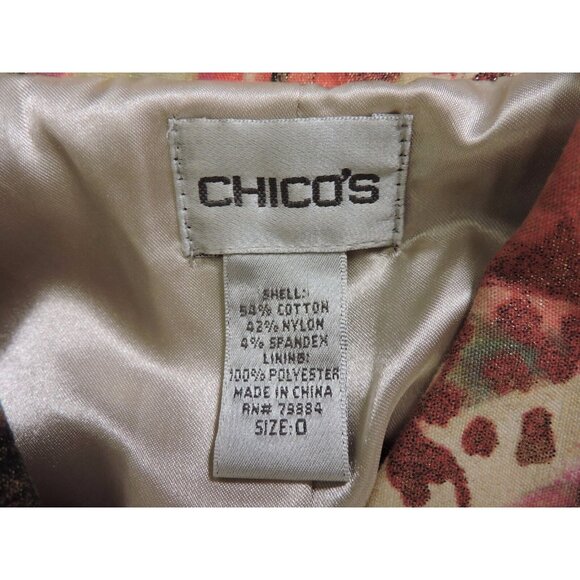 CHICO'S
SHELL:
54% COTTON
42% NYLON
4% SPANDEX
LINING:
100% POLYESTER
MADE IN CHINA
RN# 79884
SIZE: 0